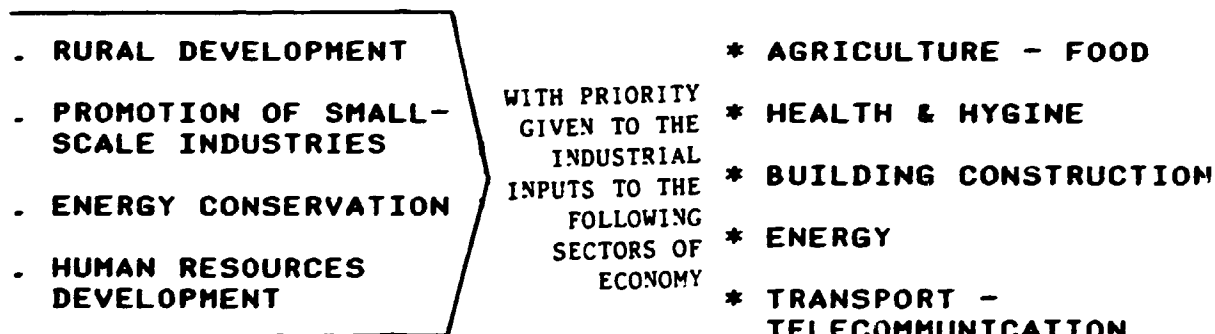 . RURAL DEVELOPMENT
. PROMOTION OF SMALL-
SCALE INDUSTRIES
. ENERGY CONSERVATION
. HUMAN RESOURCES
DEVELOPMENT
WITH PRIORITY
GIVEN TO THE
INDUSTRIAL
INPUTS TO THE
FOLLOWING
SECTORS OF
ECONOMY
* AGRICULTURE - FOOD
* HEALTH & HYGINE
* BUILDING CONSTRUCTION
* ENERGY
* TRANSPORT -
TELECOMMUNICATION